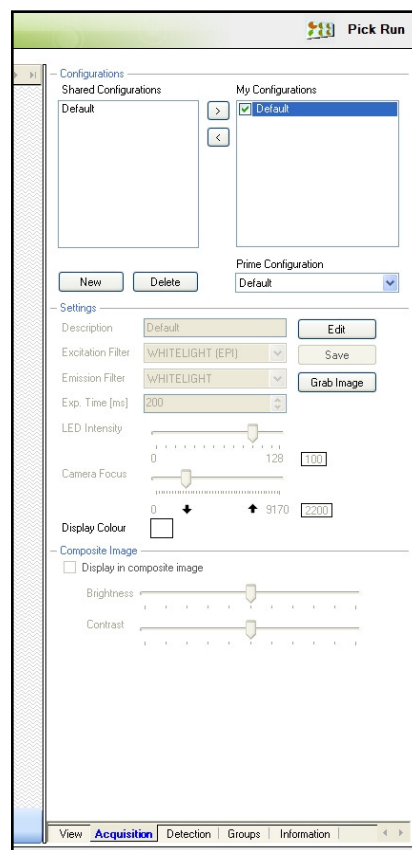 Pick Run
Configurations
Shared Configurations
My Configurations
Default
>
Default
<
Prime Configuration
New
Delete
Default
Settings
Description
Default
Edit
Excitation Filter
WHITELIGHT (EPI)
Save
Emission Filter
WHITELIGHT
Grab Image
Exp. Time [ms]
200
LED Intensity
0
128
100
Camera Focus
0
9170
2200
Display Colour
Composite Image
Display in composite image
Brightness
Contrast
View
Acquisition
Detection
Groups
Information